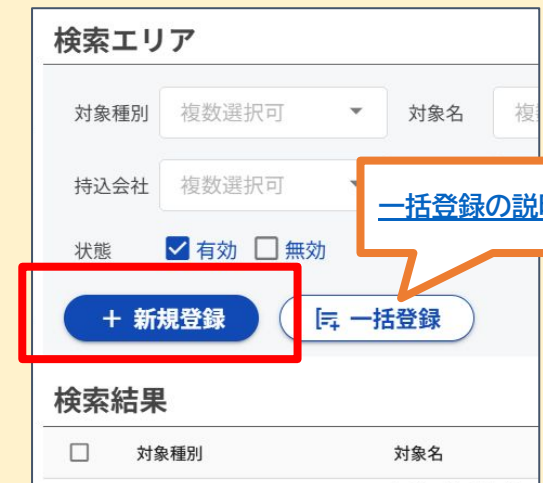 検索エリア
対象種別 複数選択可 対象名 複
持込会社 複数選択可
一括登録の説
状態 有効 無効
+ 新規登録 一括登録
検索結果
対象種別 対象名